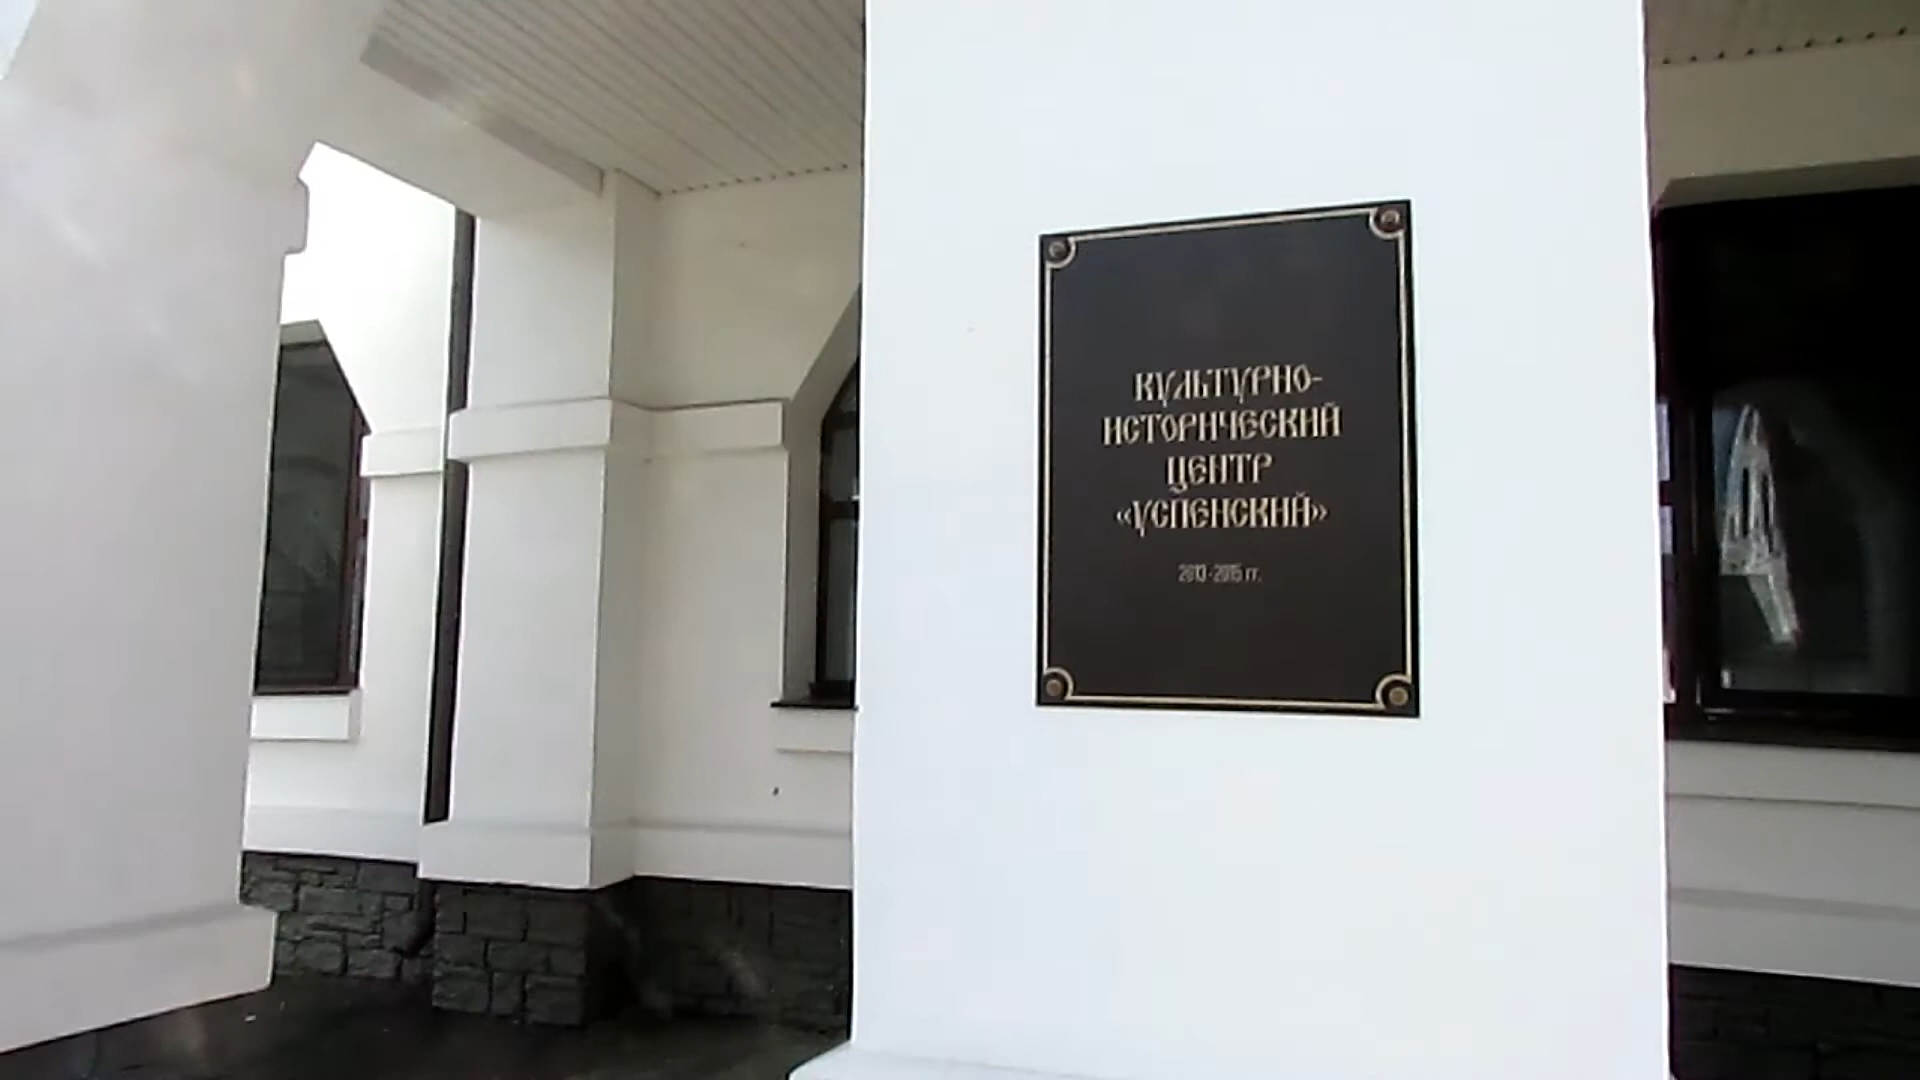 КУЛЬТУРНО-
ИСТОРИЧЕСКИЙ
ЦЕНТР
«УСПЕНСКИЙ»
2013-2015 гг.